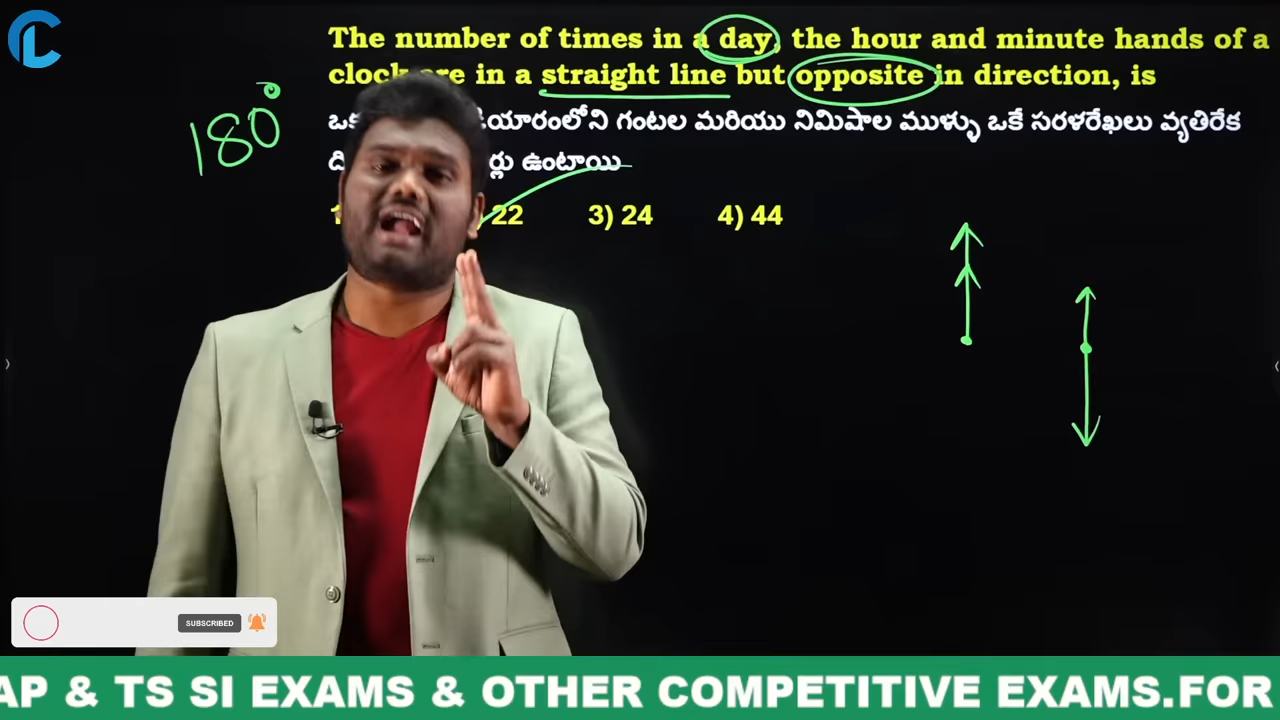 The number of times in a day, the hour and minute hands of a
clock are in a straight line but opposite in direction, is
180°
యారంలోని గంటల మరియు నిమిషాల ముళ్ళు ఒకే సరళరేఖలు వ్యతిరేక
ఉంటాయి
22 3) 24 4) 44
SUBSCRIBED
AP & TS SI EXAMS & OTHER COMPETITIVE EXAMS.FOR